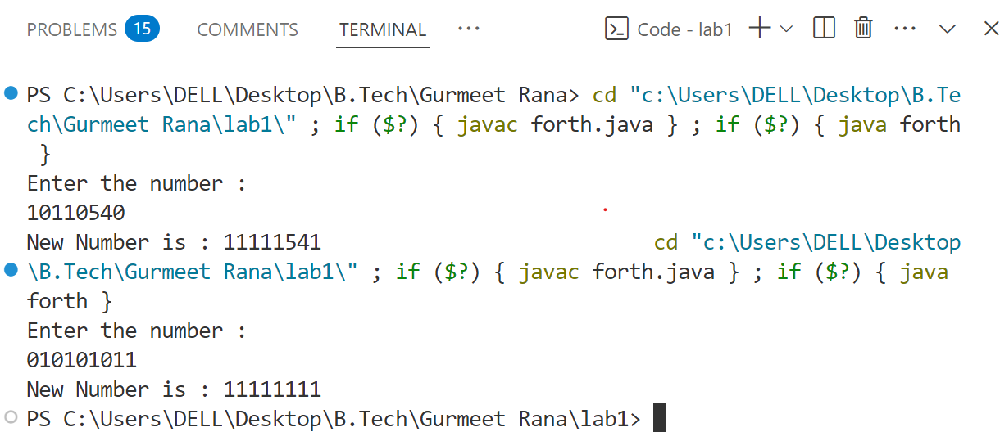 PROBLEMS 15 COMMENTS TERMINAL ··· Code - lab1 ···
PS C:\Users\DELL\Desktop\B.Tech\Gurmeet Rana> cd "c:\Users\DELL\Desktop\B.Te
ch\Gurmeet Rana\lab1\" ; if ($?) { javac forth.java } ; if ($?) { java forth
}
Enter the number :
10110540
New Number is : 11111541 cd "c:\Users\DELL\Desktop
\B.Tech\Gurmeet Rana\lab1\" ; if ($?) { javac forth.java } ; if ($?) { java
forth }
Enter the number :
010101011
New Number is : 11111111
PS C:\Users\DELL\Desktop\B.Tech\Gurmeet Rana\lab1>